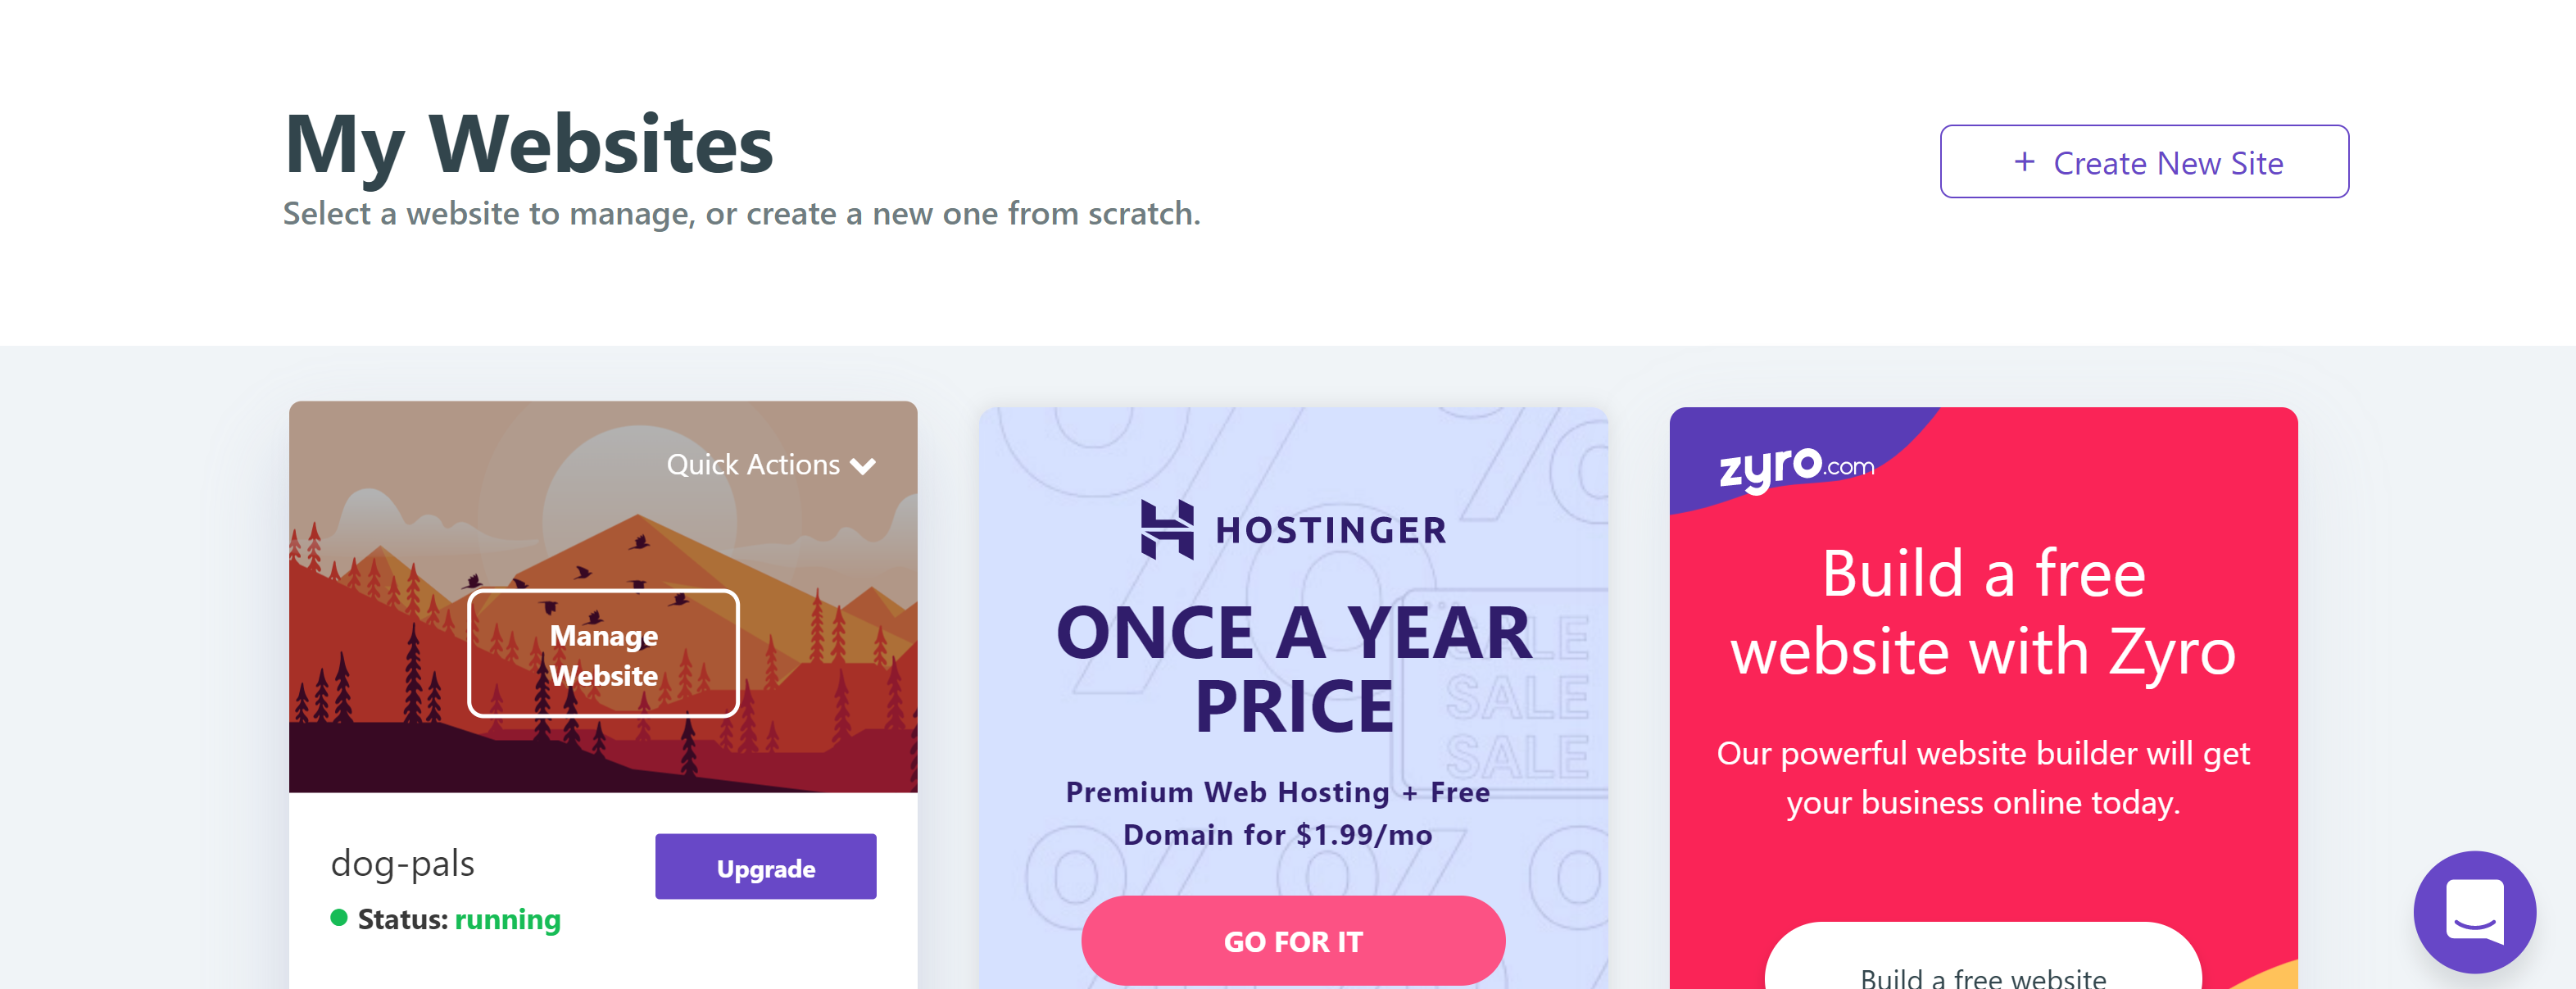 My Websites
Select a website to manage, or create a new one from scratch.
+ Create New Site
Quick Actions
Manage
Website
dog-pals
Upgrade
Status: running
HOSTINGER
ONCE A YEAR
PRICE
SALE
SALE
SALE
Premium Web Hosting + Free
Domain for $1.99/mo
GO FOR IT
zyro.com
Build a free
website with Zyro
Our powerful website builder will get
your business online today.
Build a free website